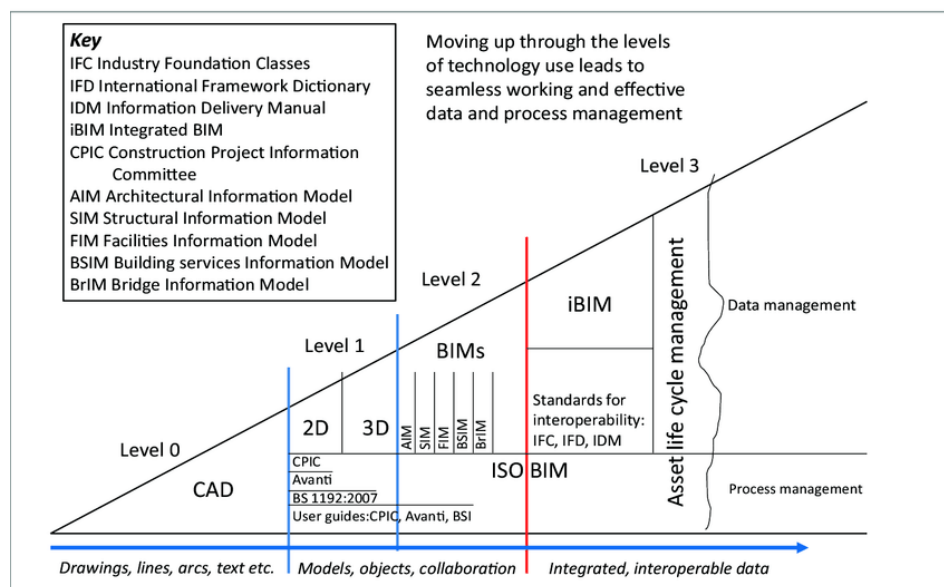 Key
IFC Industry Foundation Classes
IFD International Framework Dictionary
IDM Information Delivery Manual
iBIM Integrated BIM
CPIC Construction Project Information
Committee
AIM Architectural Information Model
SIM Structural Information Model
FIM Facilities Information Model
BSIM Building services Information Model
BrIM Bridge Information Model
Moving up through the levels
of technology use leads to
seamless working and effective
data and process management
Level 3
Level 2
Level 1
Level 0
iBIM
BIMs
2D
3D
AIM
SIM
FIM
BSIM
BrIM
Standards for
interoperability:
IFC, IFD, IDM
Asset life cycle management
Data management
Process management
CAD
CPIC
Avanti
BS 1192:2007
User guides:CPIC, Avanti, BSI
ISO BIM
Drawings, lines, arcs, text etc.
Models, objects, collaboration
Integrated, interoperable data